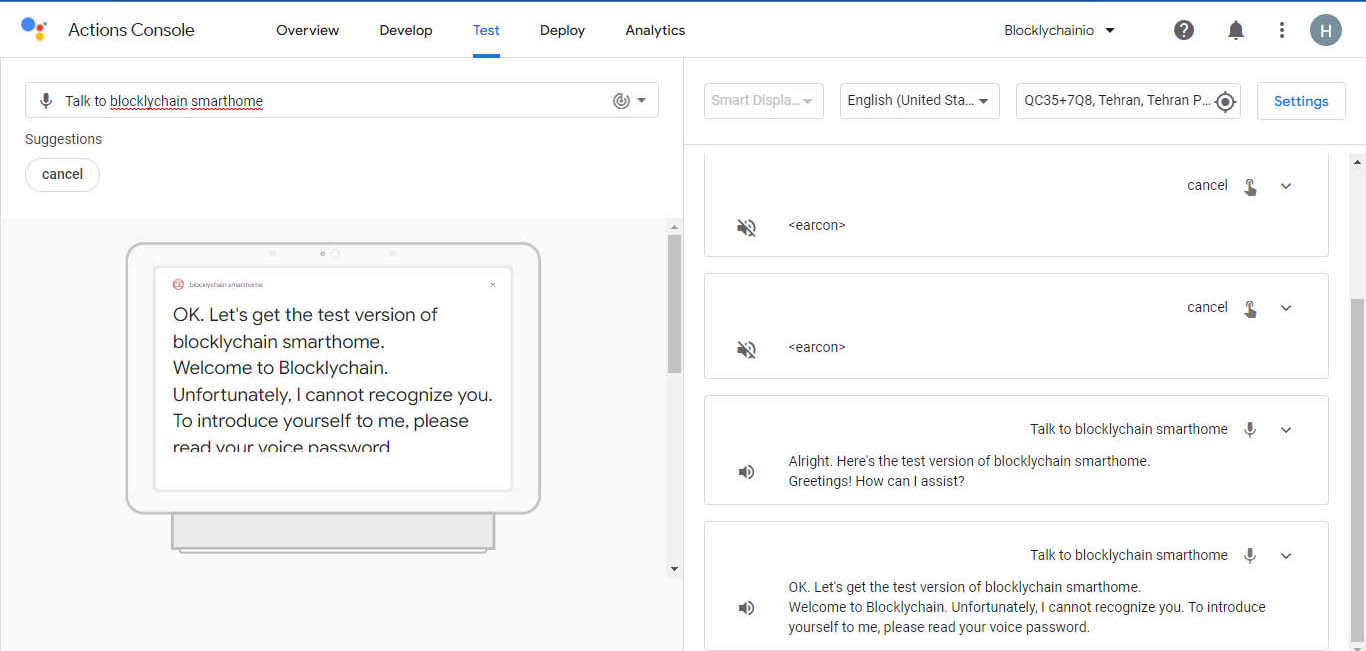 Actions Console
Overview
Develop
Test
Deploy
Analytics
Blocklychainio
H
Talk to blocklychain smarthome
Suggestions
cancel
blocklychain smarthome
OK. Let's get the test version of
blocklychain smarthome.
Welcome to Blocklychain.
Unfortunately, I cannot recognize you.
To introduce yourself to me, please
read your voice password
Smart Displa...
English (United Sta...
QC35+7Q8, Tehran, Tehran P...
Settings
cancel
<earcon>
cancel
<earcon>
Talk to blocklychain smarthome
Alright. Here's the test version of blocklychain smarthome.
Greetings! How can I assist?
Talk to blocklychain smarthome
OK. Let's get the test version of blocklychain smarthome.
Welcome to Blocklychain. Unfortunately, I cannot recognize you. To introduce
yourself to me, please read your voice password.